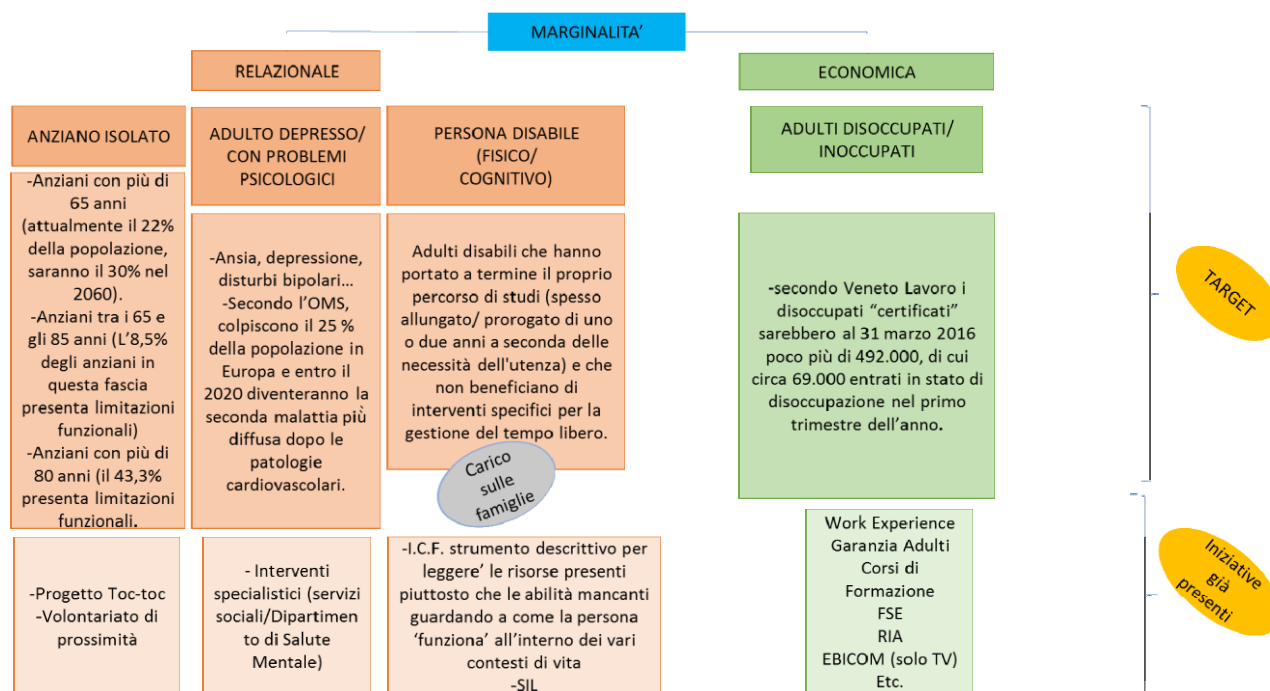 MARGINALITA’
RELAZIONALE
ECONOMICA
ANZIANO ISOLATO
ADULTO DEPRESSO/
CON PROBLEMI
PSICOLOGICI
PERSONA DISABILE
(FISICO/
COGNITIVO)
ADULTI DISOCCUPATI/
INOCCUPATI
-Anziani con più di
65 anni
(attualmente il 22%
della popolazione,
saranno il 30% nel
2060).
-Anziani tra i 65 e
gli 85 anni (L’8,5%
degli anziani in
questa fascia
presenta limitazioni
funzionali)
-Anziani con più di
80 anni (il 43,3%
presenta limitazioni
funzionali.
-Ansia, depressione,
disturbi bipolari…
-Secondo l’OMS,
colpiscono il 25 %
della popolazione in
Europa e entro il
2020 diventeranno la
seconda malattia più
diffusa dopo le
patologie
cardiovascolari.
Adulti disabili che hanno
portato a termine il proprio
percorso di studi (spesso
allungato/ prorogato di uno
o due anni a seconda delle
necessità dell'utenza) e che
non beneficiano di
interventi specifici per la
gestione del tempo libero.
Carico
sulle
famiglie
-secondo Veneto Lavoro i
disoccupati “certificati”
sarebbero al 31 marzo 2016
poco più di 492.000, di cui
circa 69.000 entrati in stato di
disoccupazione nel primo
trimestre dell’anno.
TARGET
-Progetto Toc-toc
-Volontariato di
prossimità
- Interventi
specialistici (servizi
sociali/Dipartimen
to di Salute
Mentale)
-I.C.F. strumento descrittivo per
leggere’ le risorse presenti
piuttosto che le abilità mancanti
guardando a come la persona
‘funziona’ all’interno dei vari
contesti di vita
-SIL
Work Experience
Garanzia Adulti
Corsi di
Formazione
FSE
RIA
EBICOM (solo TV)
Etc.
Iniziative
già
presenti